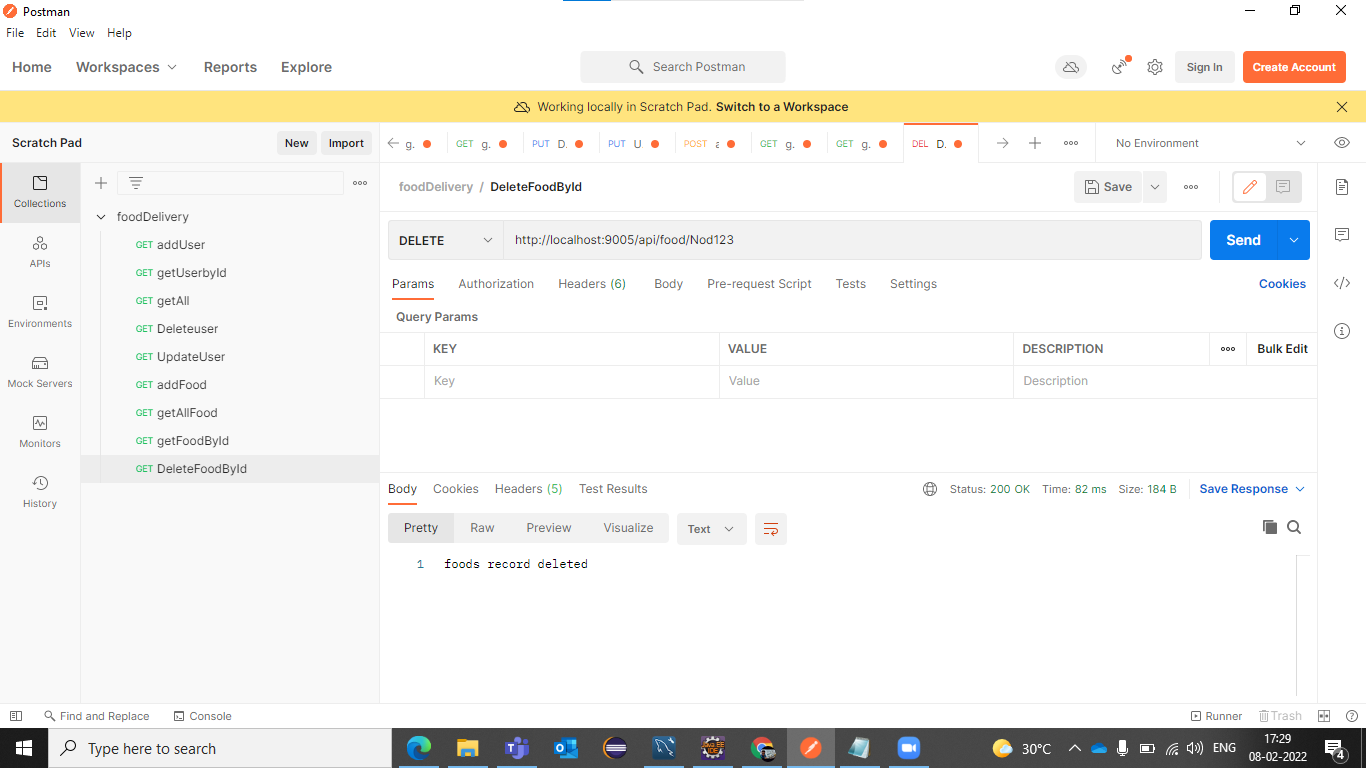 Postman
File Edit View Help
Home Workspaces Reports Explore Search Postman Sign In Create Account
Working locally in Scratch Pad. Switch to a Workspace
Scratch Pad New Import
g. GET g. PUT D. PUT U POST a GET g. GET g. DEL D. No Environment
Collections
APIs
Environments
Mock Servers
Monitors
History
foodDelivery
GET addUser
GET getUserbyId
GET getAll
GET Deleteuser
GET UpdateUser
GET addFood
GET getAllFood
GET getFoodById
GET DeleteFoodById
foodDelivery / DeleteFoodById Save
DELETE http://localhost:9005/api/food/Nod123 Send
Params Authorization Headers (6) Body Pre-request Script Tests Settings Cookies
Query Params
KEY VALUE DESCRIPTION Bulk Edit
Key Value Description
Body Cookies Headers (5) Test Results Status: 200 OK Time: 82 ms Size: 184 B Save Response
Pretty Raw Preview Visualize Text
1 foods record deleted
Find and Replace Console Runner Trash
Type here to search 30°C ENG 17:29
08-02-2022 4